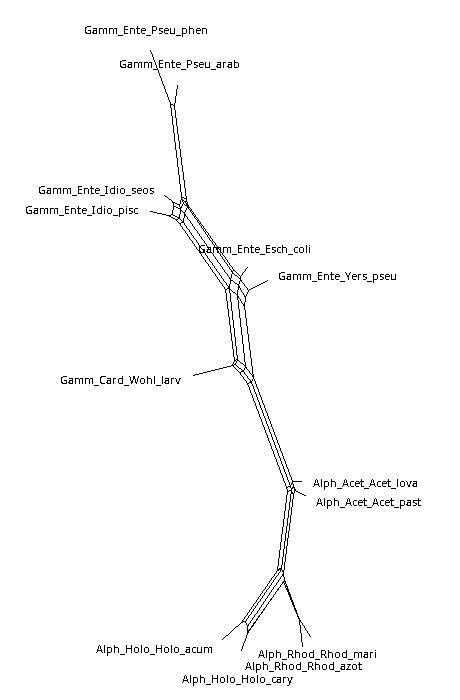 Gamm_Ente_Pseu_phen
Gamm_Ente_Pseu_arab
Gamm_Ente_Idio_seos
Gamm_Ente_Idio_pisc
Gamm_Ente_Esch_coli
Gamm_Ente_Yers_pseu
Gamm_Card_Wohl_larv
Alph_Acet_Acet_lova
Alph_Acet_Acet_past
Alph_Holo_Holo_acum
Alph_Rhod_Rhod_mari
Alph_Rhod_Rhod_azot
Alph_Holo_Holo_cary